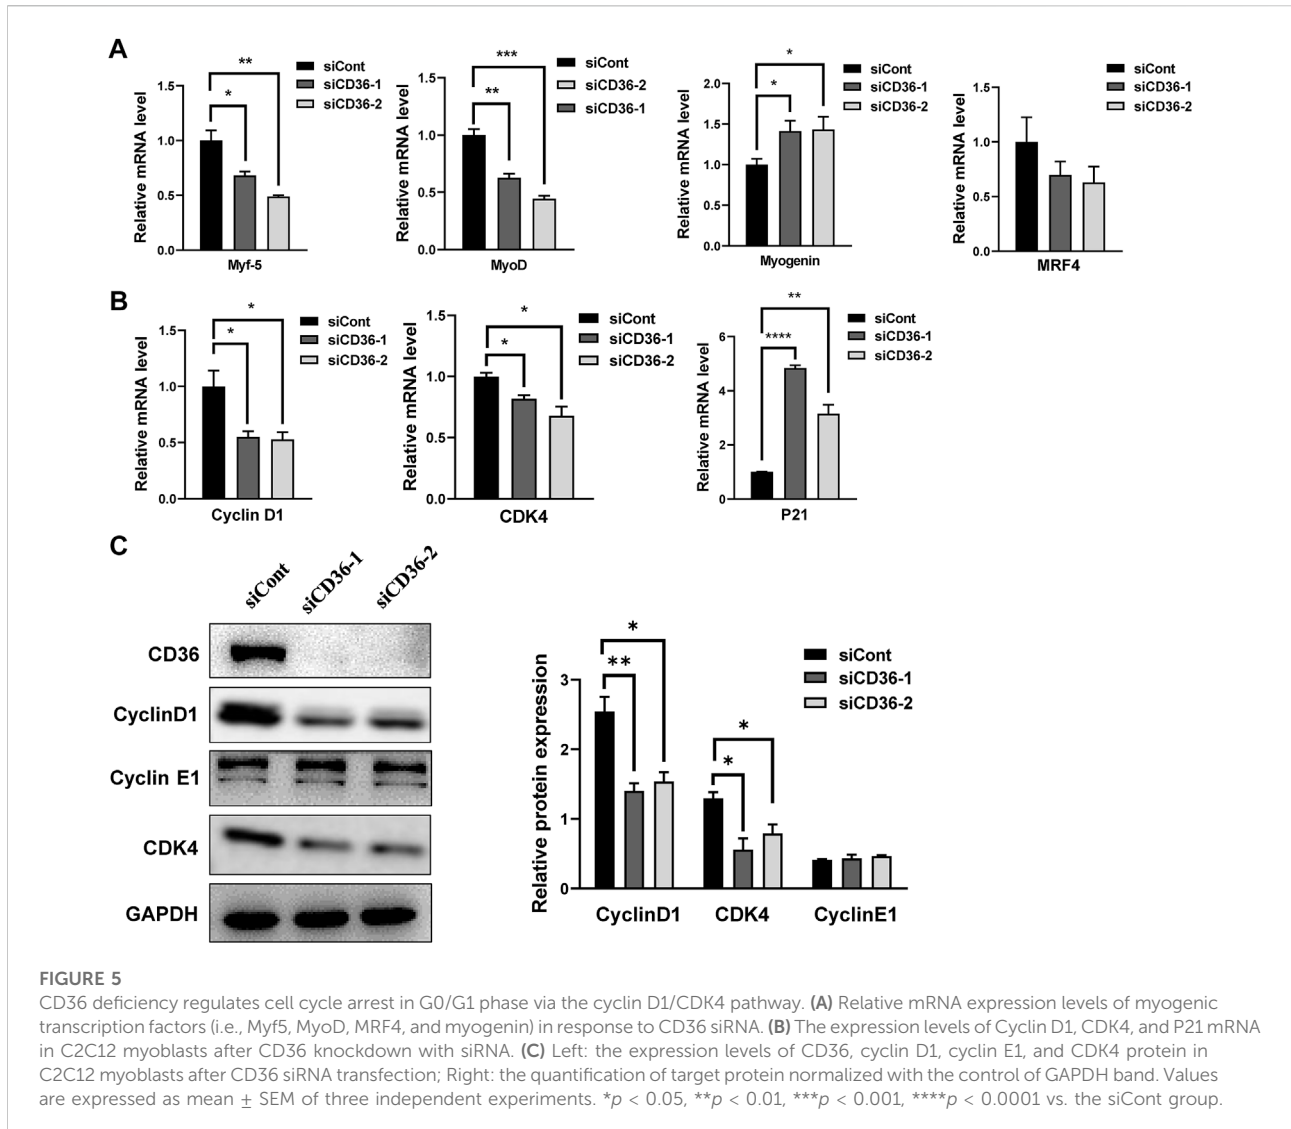 A
siCont
siCD36-1
siCD36-2
**
*
Relative mRNA level
1.5
1.0
0.5
0.0
Myf-5
siCont
siCD36-2
siCD36-1
***
**
Relative mRNA level
1.5
1.0
0.5
0.0
MyoD
siCont
siCD36-1
siCD36-2
*
*
Relative mRNA level
2.0
1.5
1.0
0.5
0.0
Myogenin
siCont
siCD36-1
siCD36-2
Relative mRNA level
1.5
1.0
0.5
0.0
MRF4
B
siCont
siCD36-1
siCD36-2
*
*
Relative mRNA level
1.5
1.0
0.5
0.0
Cyclin D1
siCont
siCD36-1
siCD36-2
*
*
Relative mRNA level
1.5
1.0
0.5
0.0
CDK4
siCont
siCD36-1
siCD36-2
**
****
Relative mRNA level
6
4
2
0
P21
C
siCont
siCD36-1
siCD36-2
CD36
CyclinD1
Cyclin E1
CDK4
GAPDH
siCont
siCD36-1
siCD36-2
*
**
*
*
Relative protein expression
3
2
1
0
CyclinD1
CDK4
CyclinE1
FIGURE 5
CD36 deficiency regulates cell cycle arrest in G0/G1 phase via the cyclin D1/CDK4 pathway. (A) Relative mRNA expression levels of myogenic
transcription factors (i.e., Myf5, MyoD, MRF4, and myogenin) in response to CD36 siRNA. (B) The expression levels of Cyclin D1, CDK4, and P21 mRNA
in C2C12 myoblasts after CD36 knockdown with siRNA. (C) Left: the expression levels of CD36, cyclin D1, cyclin E1, and CDK4 protein in
C2C12 myoblasts after CD36 siRNA transfection; Right: the quantification of target protein normalized with the control of GAPDH band. Values
are expressed as mean ± SEM of three independent experiments. *p < 0.05, **p < 0.01, ***p < 0.001, ****p < 0.0001 vs. the siCont group.